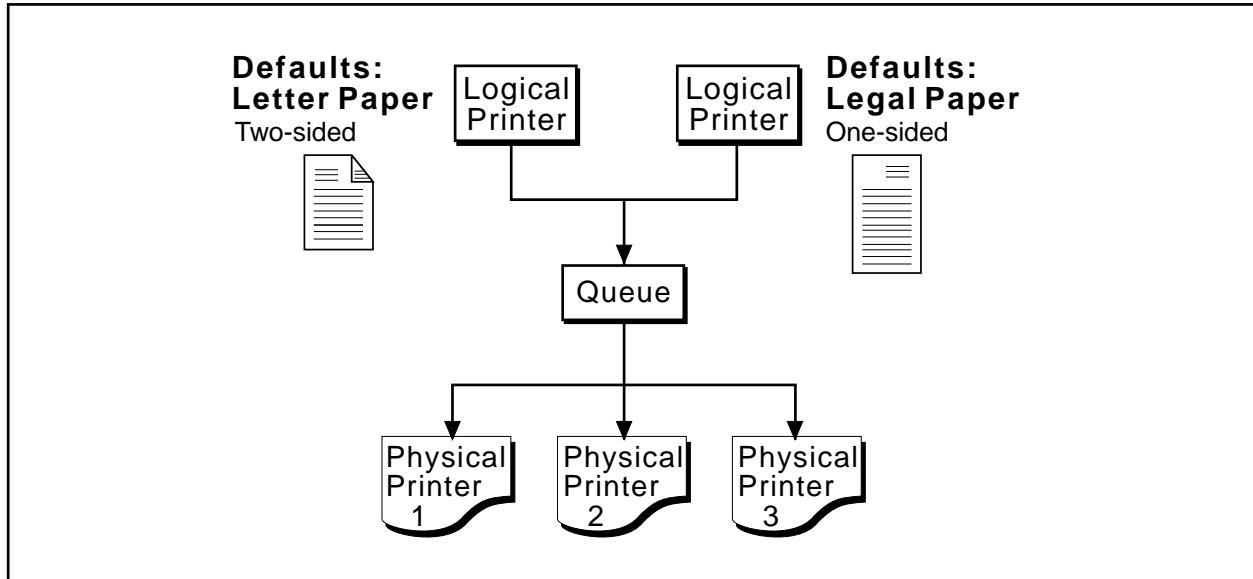 Defaults:
Letter Paper
Two-sided
Logical
Printer
Logical
Printer
Defaults:
Legal Paper
One-sided
Queue
Physical
Printer
1
Physical
Printer
2
Physical
Printer
3